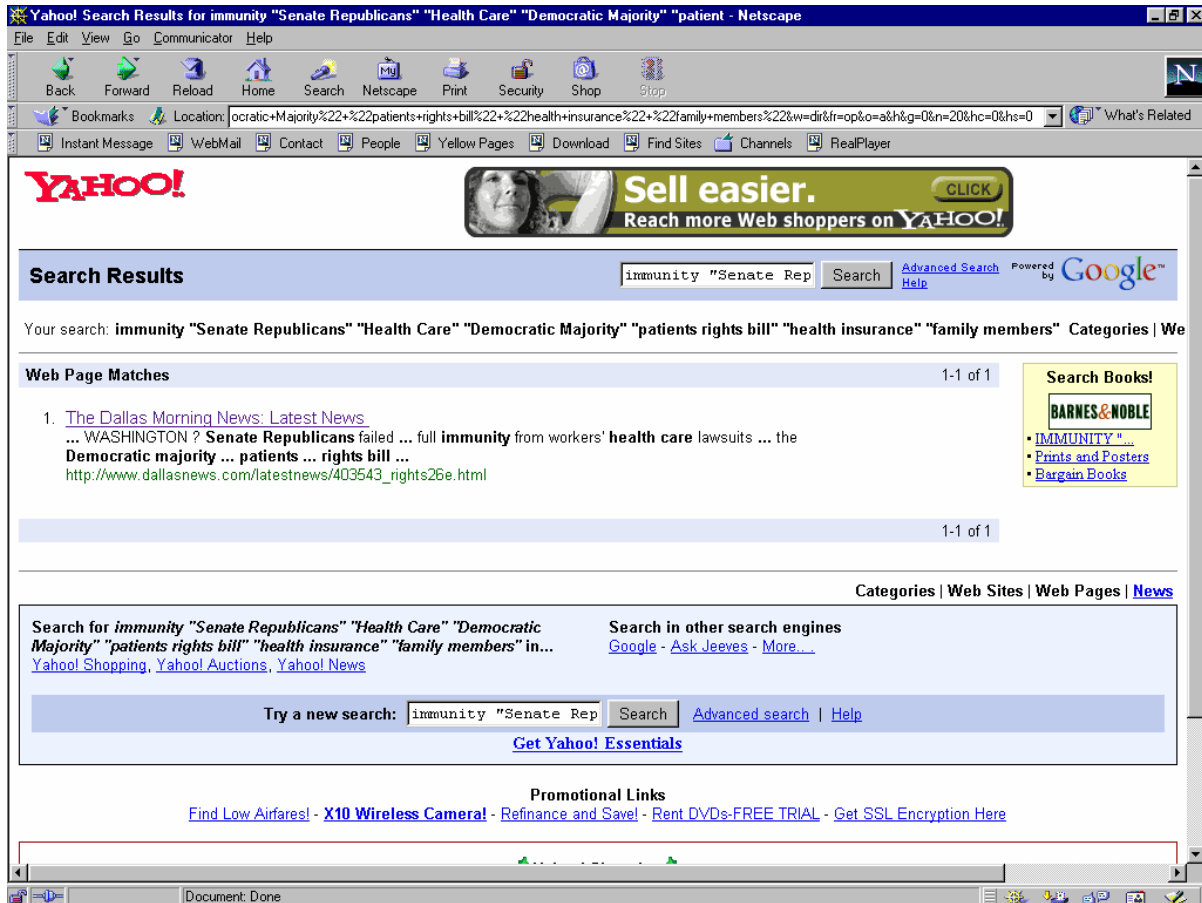 Yahoo! Search Results for immunity "Senate Republicans" "Health Care" "Democratic Majority" "patient - Netscape
File Edit View Go Communicator Help
My
Back Forward Reload Home Search Netscape Print Security Shop Stop
N
Bookmarks Location: ocratic+Majority%22+%22patients+rights+bill%22+%22health+insurance%22+%22family+members%22&w=dir&fr=op&o=a&h&g=0&n=20&hc=0&hs=0 What's Related
Instant Message WebMail Contact People Yellow Pages Download Find Sites Channels RealPlayer
YAHOO!
Sell easier. CLICK
Reach more Web shoppers on YAHOO!
Search Results immunity "Senate Rep Search Advanced Search Powered by Google™
Help
Your search: immunity "Senate Republicans" "Health Care" "Democratic Majority" "patients rights bill" "health insurance" "family members" Categories | We
Web Page Matches 1-1 of 1
1. The Dallas Morning News: Latest News
... WASHINGTON ? Senate Republicans failed ... full immunity from workers' health care lawsuits ... the
Democratic majority ... patients ... rights bill ...
http://www.dallasnews.com/latestnews/403543_rights26e.html
Search Books!
BARNES&NOBLE
• IMMUNITY "...
• Prints and Posters
• Bargain Books
1-1 of 1
Categories | Web Sites | Web Pages | News
Search for immunity "Senate Republicans" "Health Care" "Democratic
Majority" "patients rights bill" "health insurance" "family members" in...
Yahoo! Shopping, Yahoo! Auctions, Yahoo! News
Search in other search engines
Google - Ask Jeeves - More.. .
Try a new search: immunity "Senate Rep Search Advanced search | Help
Get Yahoo! Essentials
Promotional Links
Find Low Airfares! - X10 Wireless Camera! - Refinance and Save! - Rent DVDs-FREE TRIAL - Get SSL Encryption Here
Document: Done